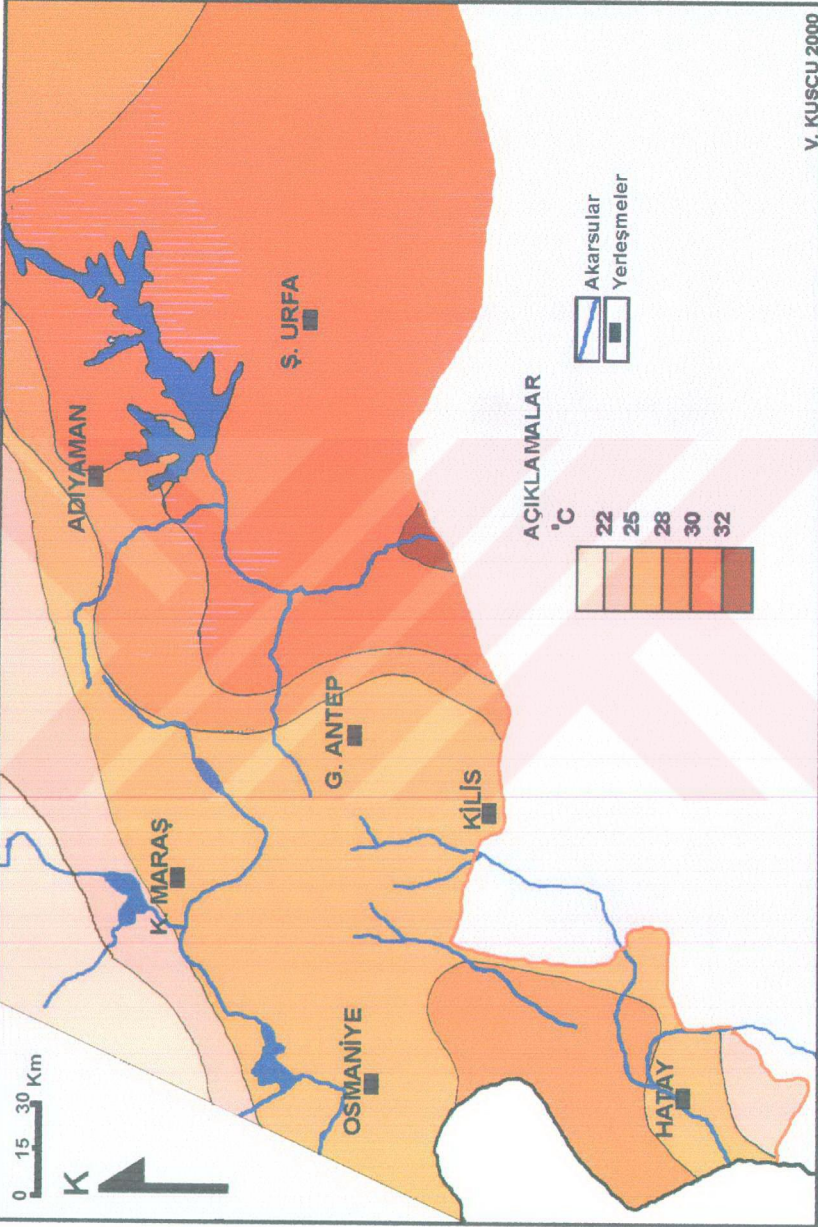 0 15 30 Km
K
ADIYAMAN
K. MARAŞ
Ş. URFA
OSMANİYE
G. ANTEP
KİLİS
HATAY
AÇIKLAMALAR
°C
22
25
28
30
32
Akarsular
Yerleşmeler
V. KUSCU 2000